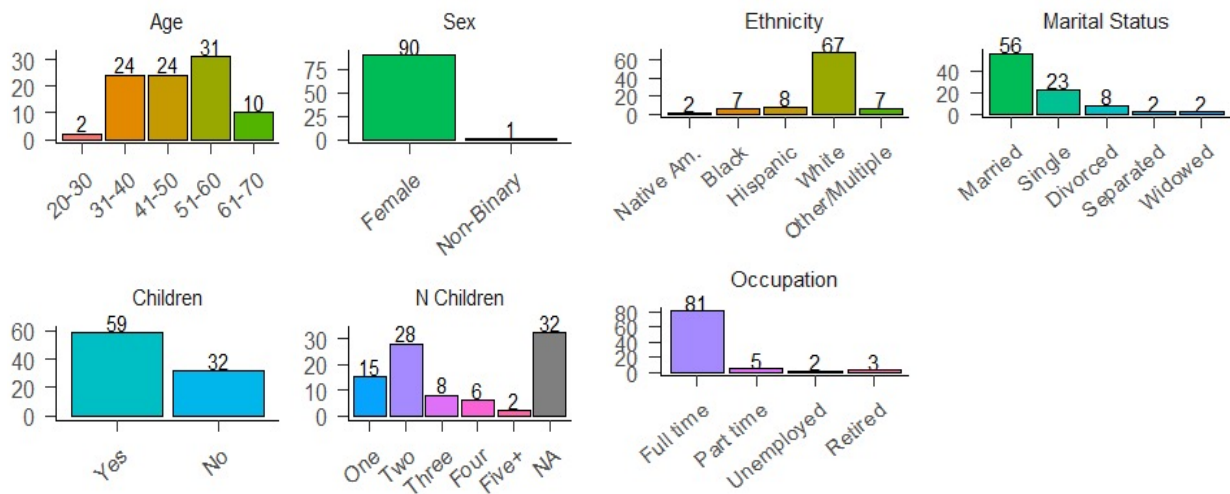 Age
30
20
10
0
2
24
24
31
10
20-30
31-40
41-50
51-60
61-70
Sex
75
50
25
0
90
1
Female
Non-Binary
Ethnicity
60
40
20
0
2
7
8
67
7
Native Am.
Black
Hispanic
White
Other/Multiple
Marital Status
40
20
0
56
23
8
2
2
Married
Single
Divorced
Separated
Widowed
Children
60
40
20
0
59
32
Yes
No
N Children
30
20
10
0
15
28
8
6
2
32
One
Two
Three
Four
Five+
NA
Occupation
80
60
40
20
0
81
5
2
3
Full time
Part time
Unemployed
Retired